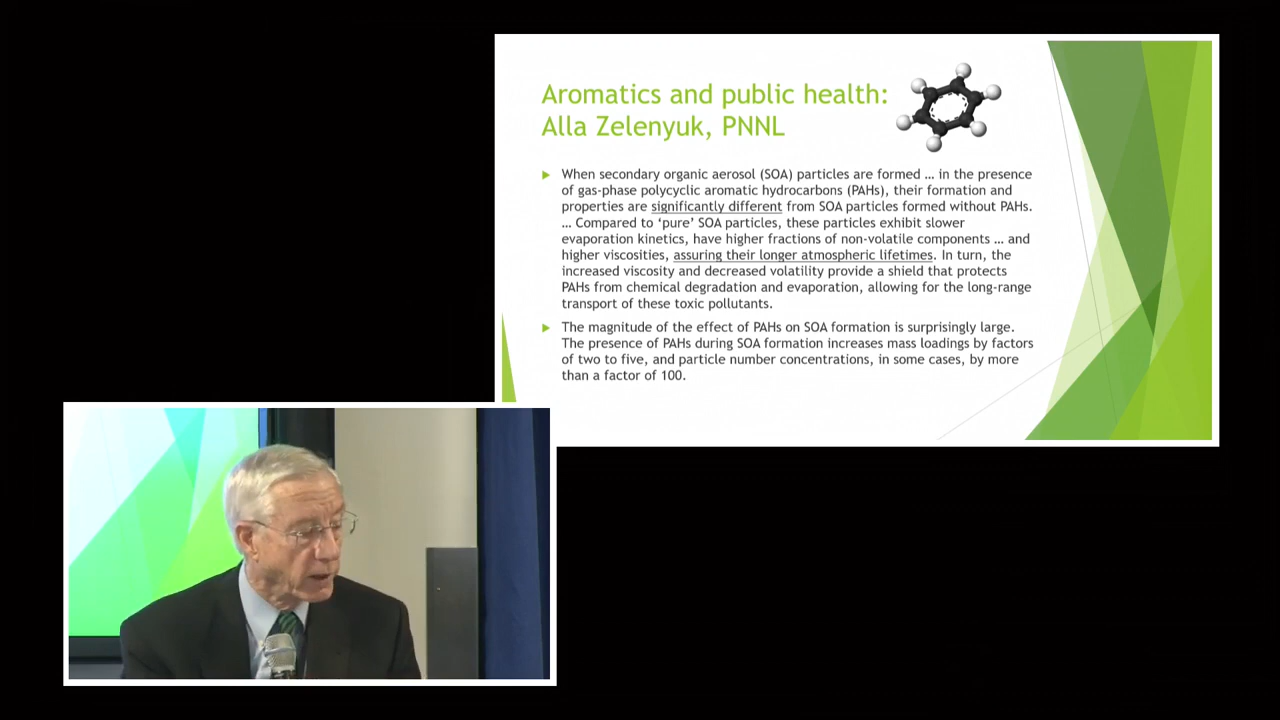 Aromatics and public health:
Alla Zelenyuk, PNNL
When secondary organic aerosol (SOA) particles are formed … in the presence
of gas-phase polycyclic aromatic hydrocarbons (PAHs), their formation and
properties are significantly different from SOA particles formed without PAHs.
… Compared to ‘pure’ SOA particles, these particles exhibit slower
evaporation kinetics, have higher fractions of non-volatile components … and
higher viscosities, assuring their longer atmospheric lifetimes. In turn, the
increased viscosity and decreased volatility provide a shield that protects
PAHs from chemical degradation and evaporation, allowing for the long-range
transport of these toxic pollutants.
The magnitude of the effect of PAHs on SOA formation is surprisingly large.
The presence of PAHs during SOA formation increases mass loadings by factors
of two to five, and particle number concentrations, in some cases, by more
than a factor of 100.